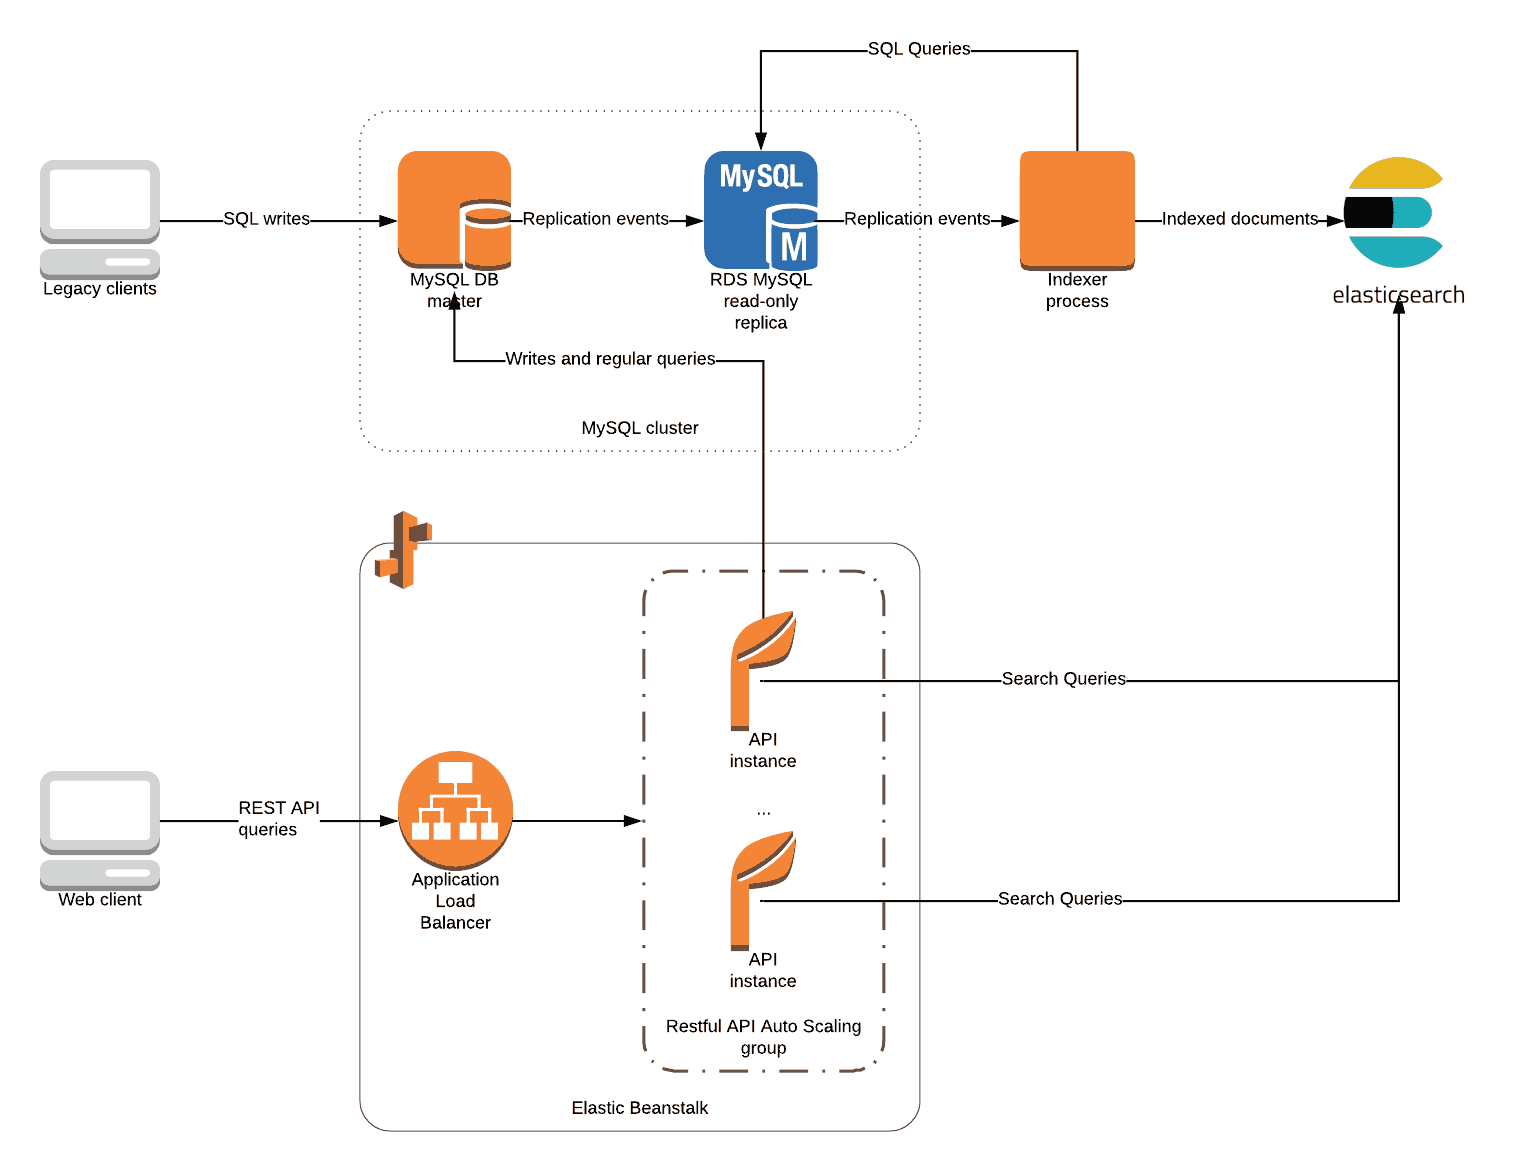 SQL Queries
MySQL
M
SQL writes
Replication events
Replication events
Indexed documents
Legacy clients
MySQL DB
master
RDS MySQL
read-only
replica
Indexer
process
elasticsearch
Writes and regular queries
MySQL cluster
Search Queries
API
instance
...
REST API
queries
Web client
Application
Load
Balancer
Search Queries
API
instance
Restful API Auto Scaling
group
Elastic Beanstalk